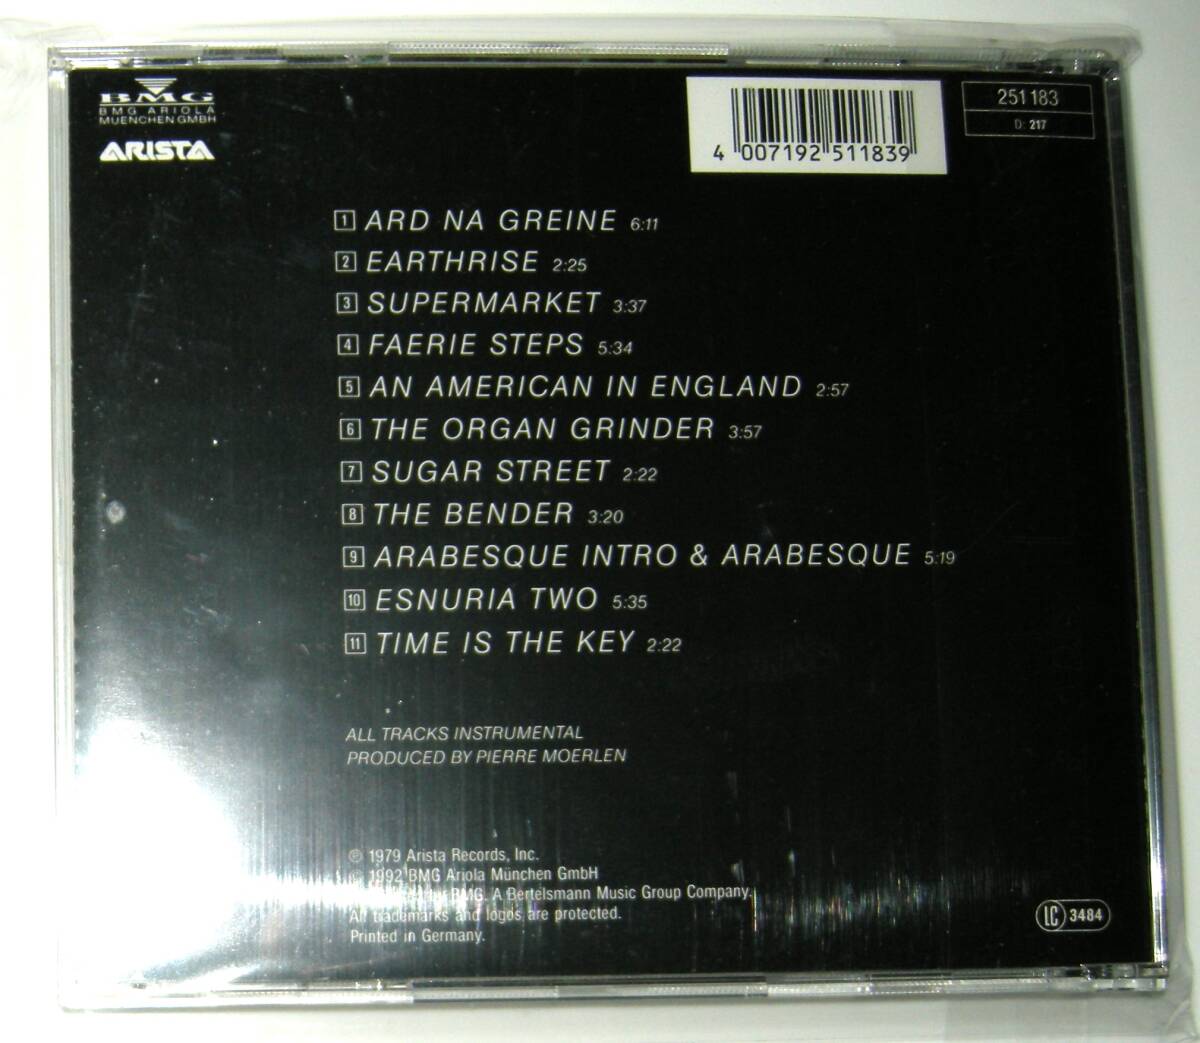 BMG
BMG ARIOLA
MUENCHEN GMBH
ARISTA
4 007192 511839
251 183
D: 217
1 ARD NA GREINE 6:11
2 EARTHRISE 2:25
3 SUPERMARKET 3:37
4 FAERIE STEPS 5:34
5 AN AMERICAN IN ENGLAND 2:57
6 THE ORGAN GRINDER 3:57
7 SUGAR STREET 2:22
8 THE BENDER 3:20
9 ARABESQUE INTRO & ARABESQUE 5:19
10 ESNURIA TWO 5:35
11 TIME IS THE KEY 2:22
ALL TRACKS INSTRUMENTAL
PRODUCED BY PIERRE MOERLEN
℗ 1979 Arista Records, Inc.
© 1992 BMG Ariola München GmbH
BMG. A Bertelsmann Music Group Company.
All trademarks and logos are protected.
Printed in Germany.
LC 3484